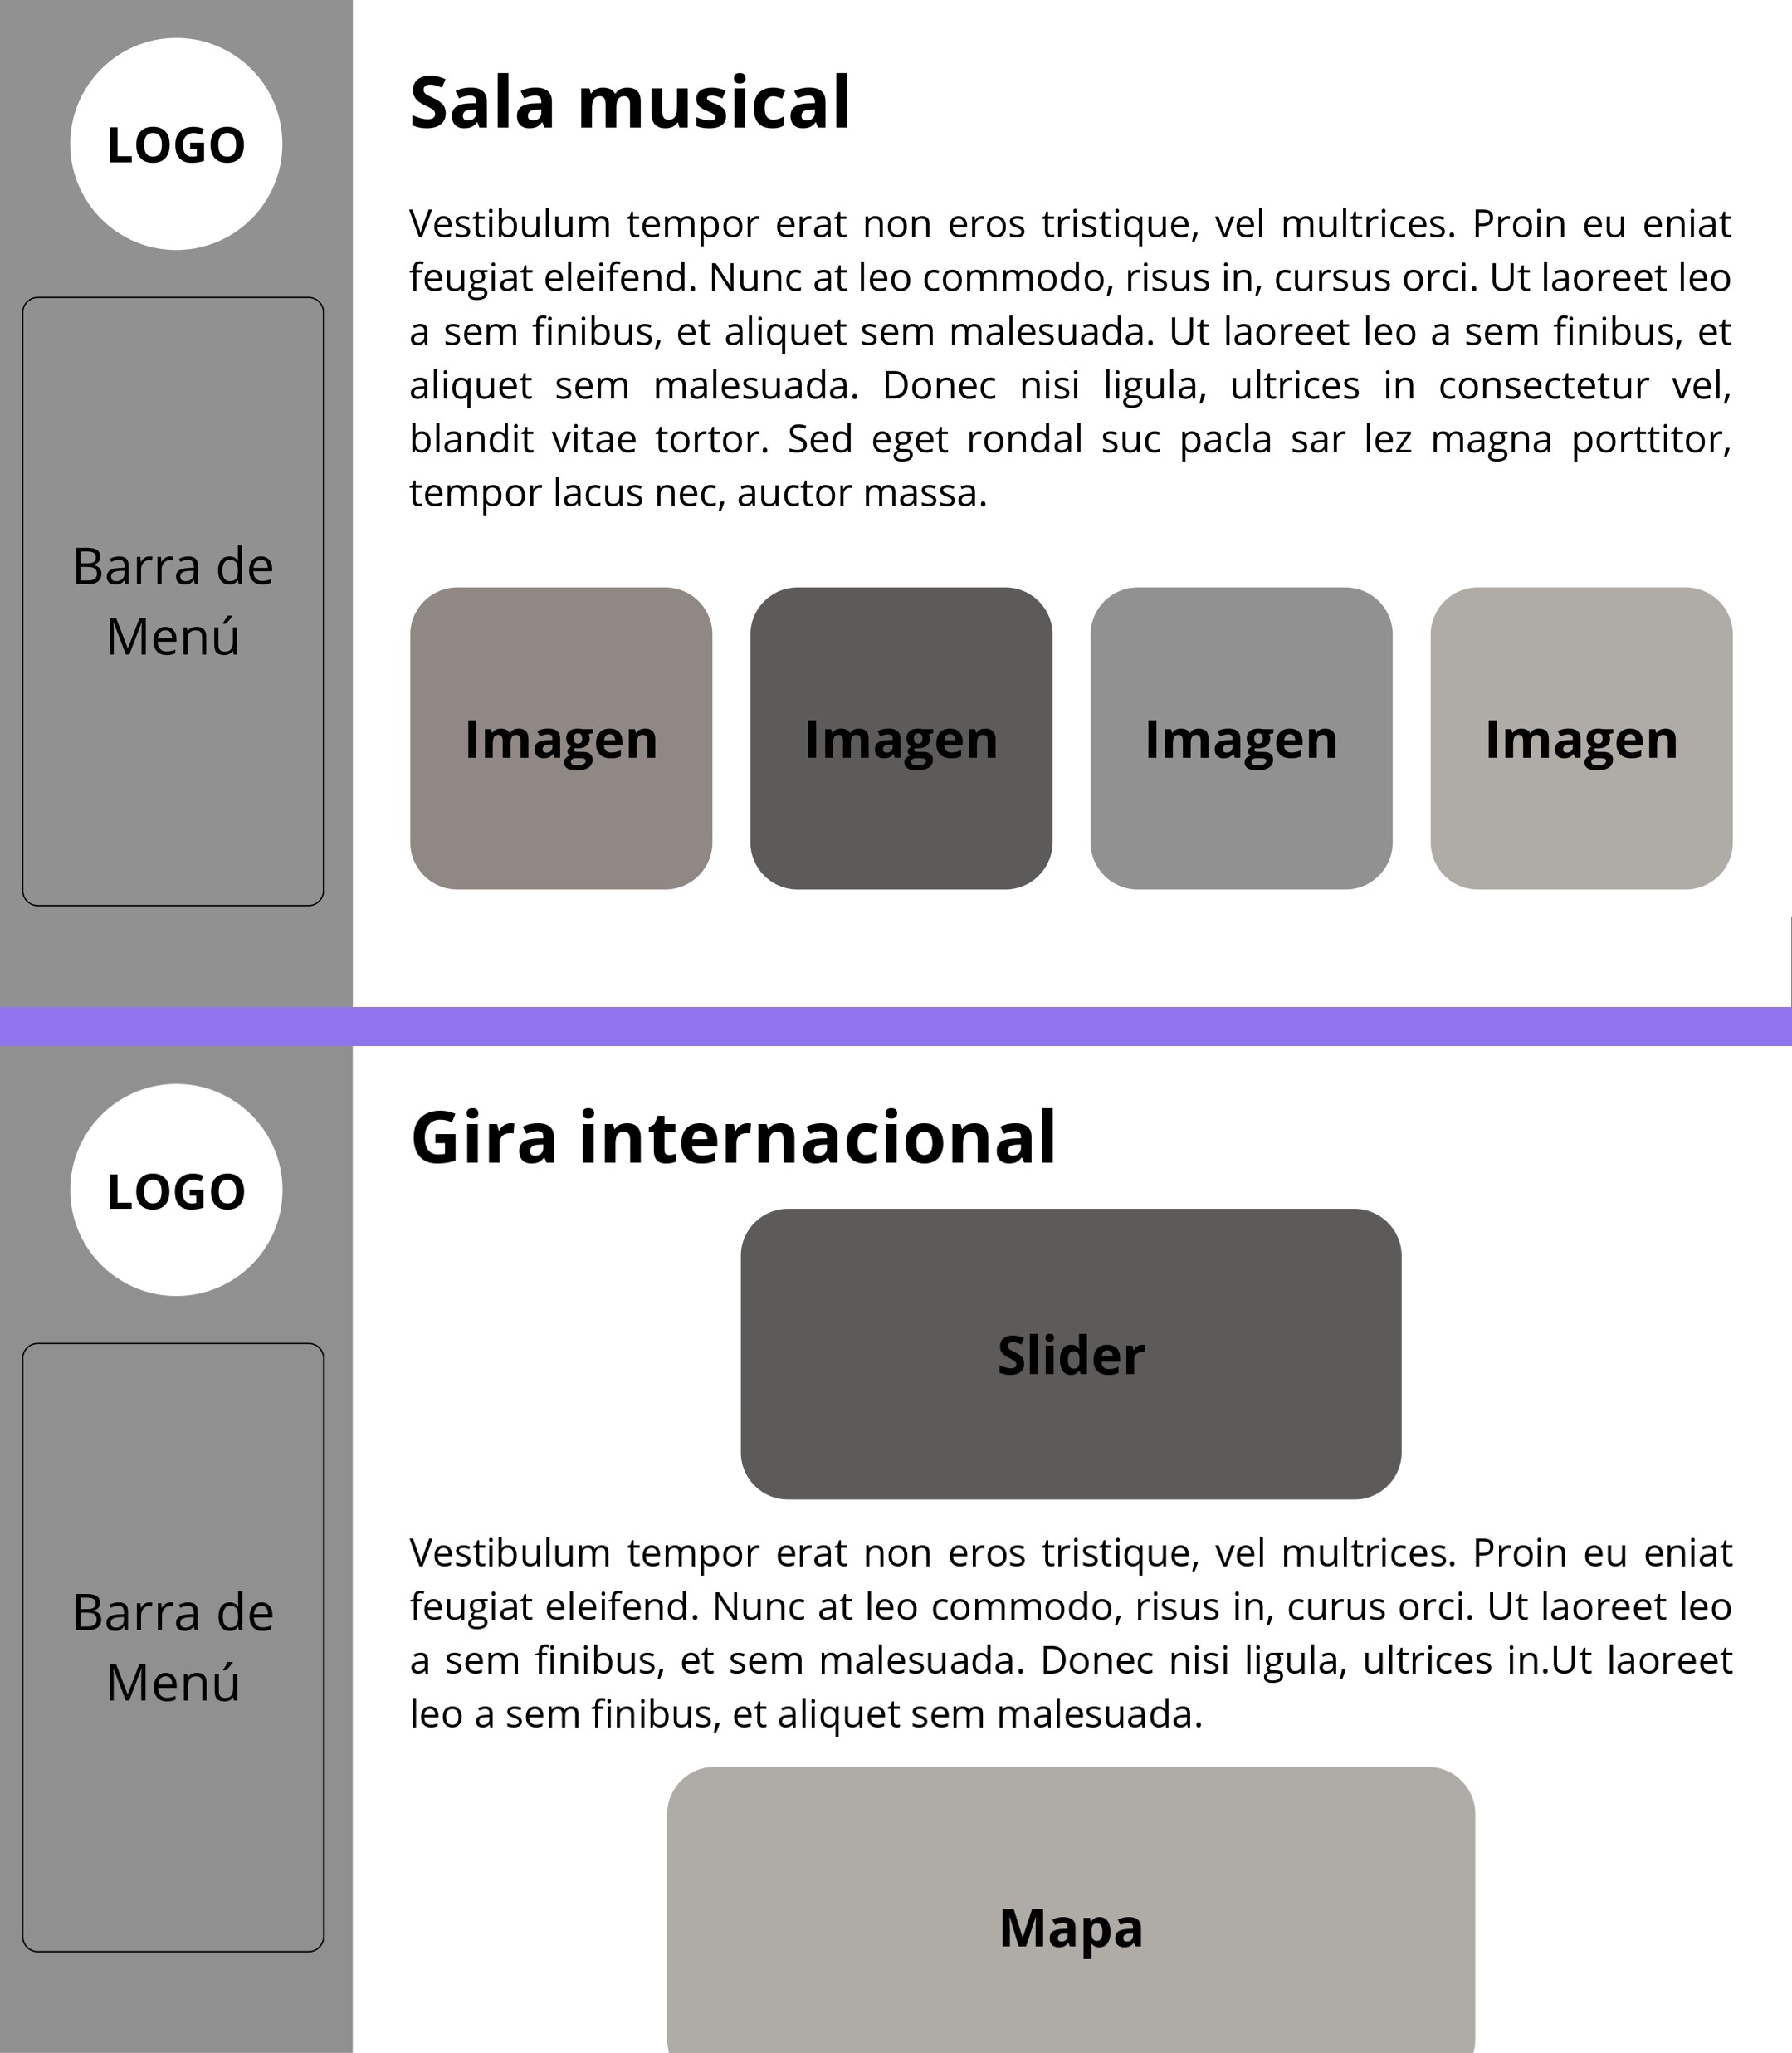 LOGO
Barra de
Menú
Sala musical
Vestibulum tempor erat non eros tristique, vel multrices. Proin eu eniat
feugiat eleifend. Nunc at leo commodo, risus in, cursus orci. Ut laoreet leo
a sem finibus, et aliquet sem malesuada. Ut laoreet leo a sem finibus, et
aliquet sem malesuada. Donec nisi ligula, ultrices in consectetur vel,
blandit vitae tortor. Sed eget rondal suc pacla sar lez magna porttitor,
tempor lacus nec, auctor massa.
Imagen
Imagen
Imagen
Imagen
LOGO
Barra de
Menú
Gira internacional
Slider
Vestibulum tempor erat non eros tristique, vel multrices. Proin eu eniat
feugiat eleifend. Nunc at leo commodo, risus in, curus orci. Ut laoreet leo
a sem finibus, et sem malesuada. Donec nisi ligula, ultrices in.Ut laoreet
leo a sem finibus, et aliquet sem malesuada.
Mapa